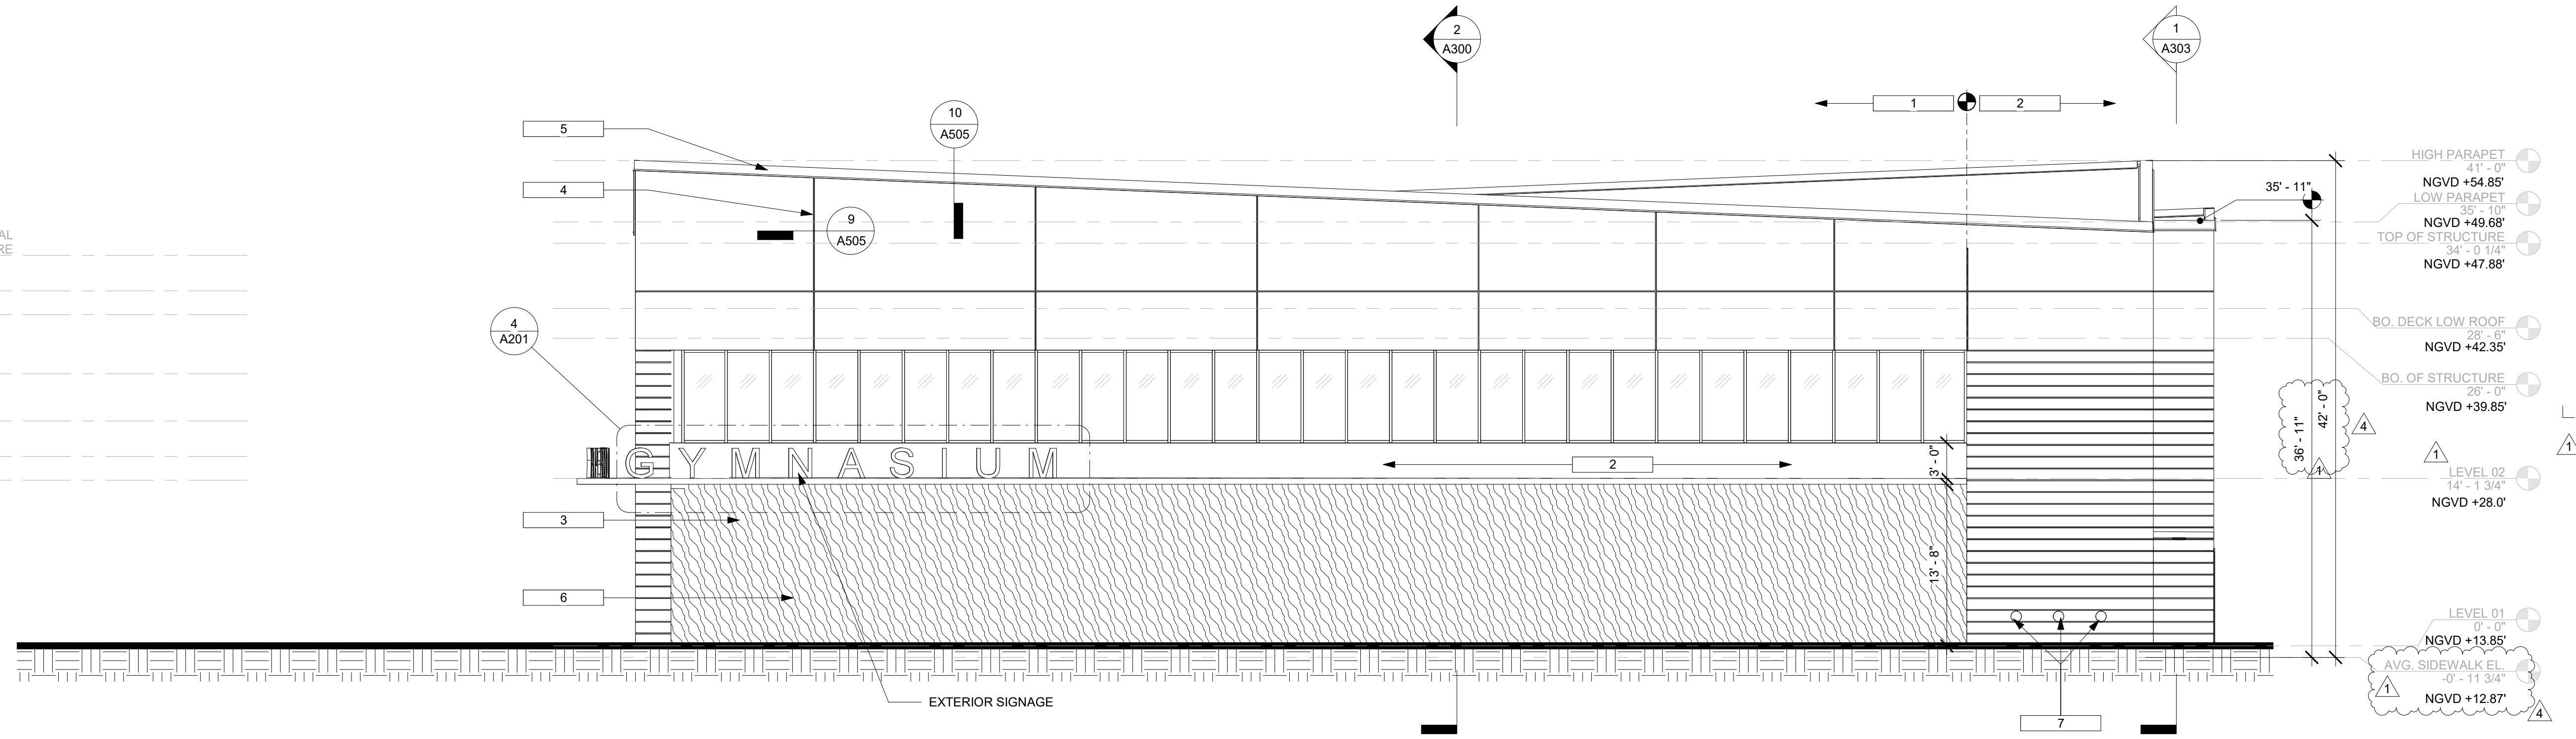 2
A300
1
A303
1
2
5
10
A505
4
9
A505
HIGH PARAPET
41' - 0"
NGVD +54.85'
35' - 11"
LOW PARAPET
35' - 10"
NGVD +49.68'
TOP OF STRUCTURE
34' - 0 1/4"
NGVD +47.88'
AL
RE
4
A201
BO. DECK LOW ROOF
28' - 6"
NGVD +42.35'
BO. OF STRUCTURE
26' - 0"
NGVD +39.85'
36' - 11"
42' - 0"
4
1
1
1
GYMNASIUM
2
3' - 0"
LEVEL 02
14' - 1 3/4"
NGVD +28.0'
3
13' - 8"
6
LEVEL 01
0' - 0"
NGVD +13.85'
AVG. SIDEWALK EL.
-0' - 11 3/4"
1
NGVD +12.87'
4
EXTERIOR SIGNAGE
7